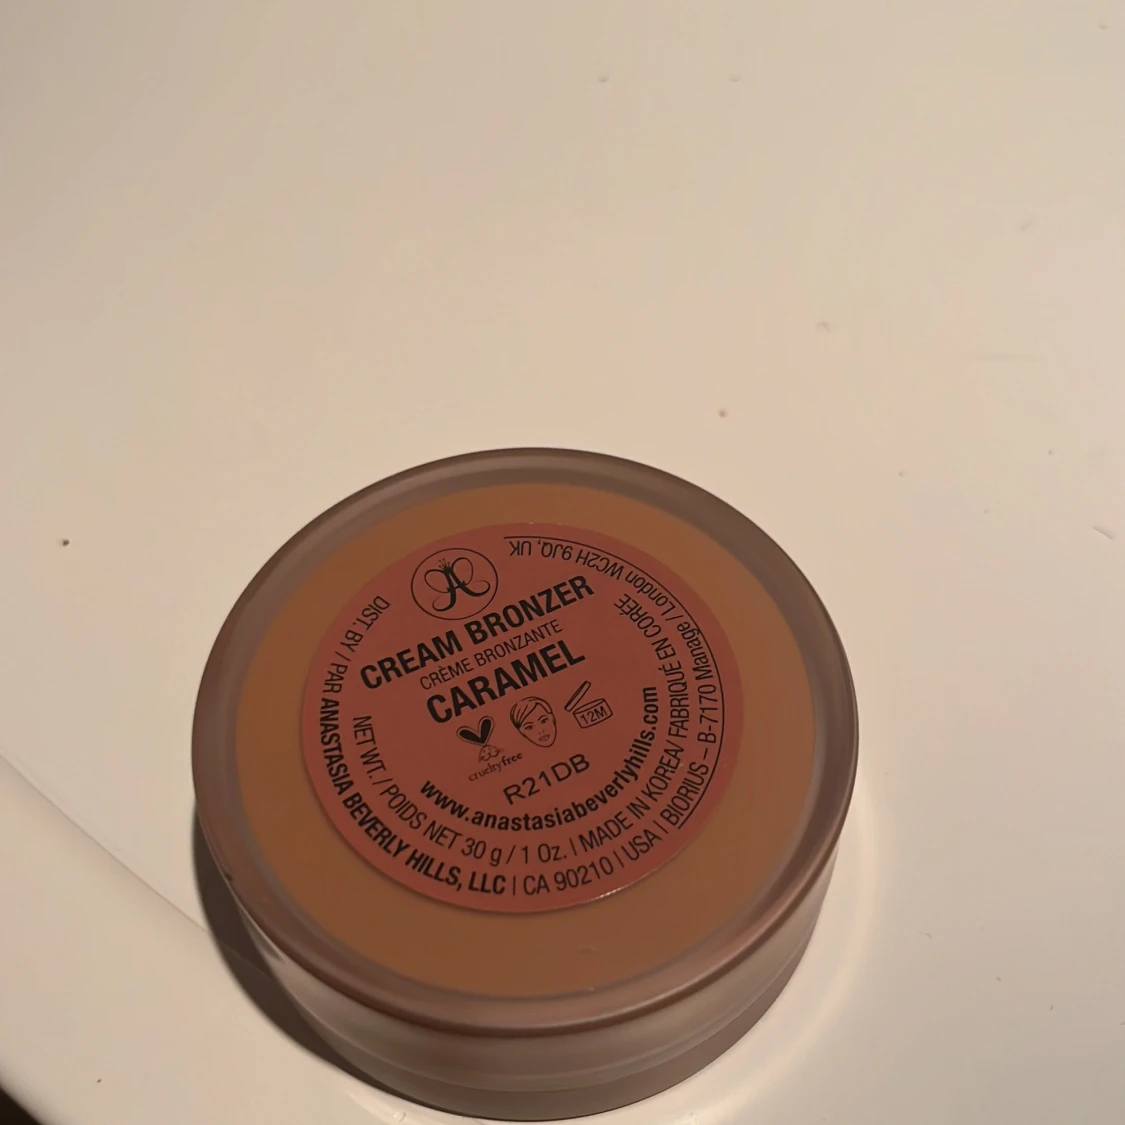 CREAM BRONZER
CRÈME BRONZANTE
CARAMEL
cruelty free
12M
R21DB
www.anastasiabeverlyhills.com
NET WT. / POIDS NET 30 g / 1 Oz. | MADE IN KOREA/ FABRIQUÉ EN CORÉE
DIST. BY / PAR ANASTASIA BEVERLY HILLS, LLC | CA 90210 | USA | BIORIUS – B-7170 Manage / London WC2H 9JQ, UK